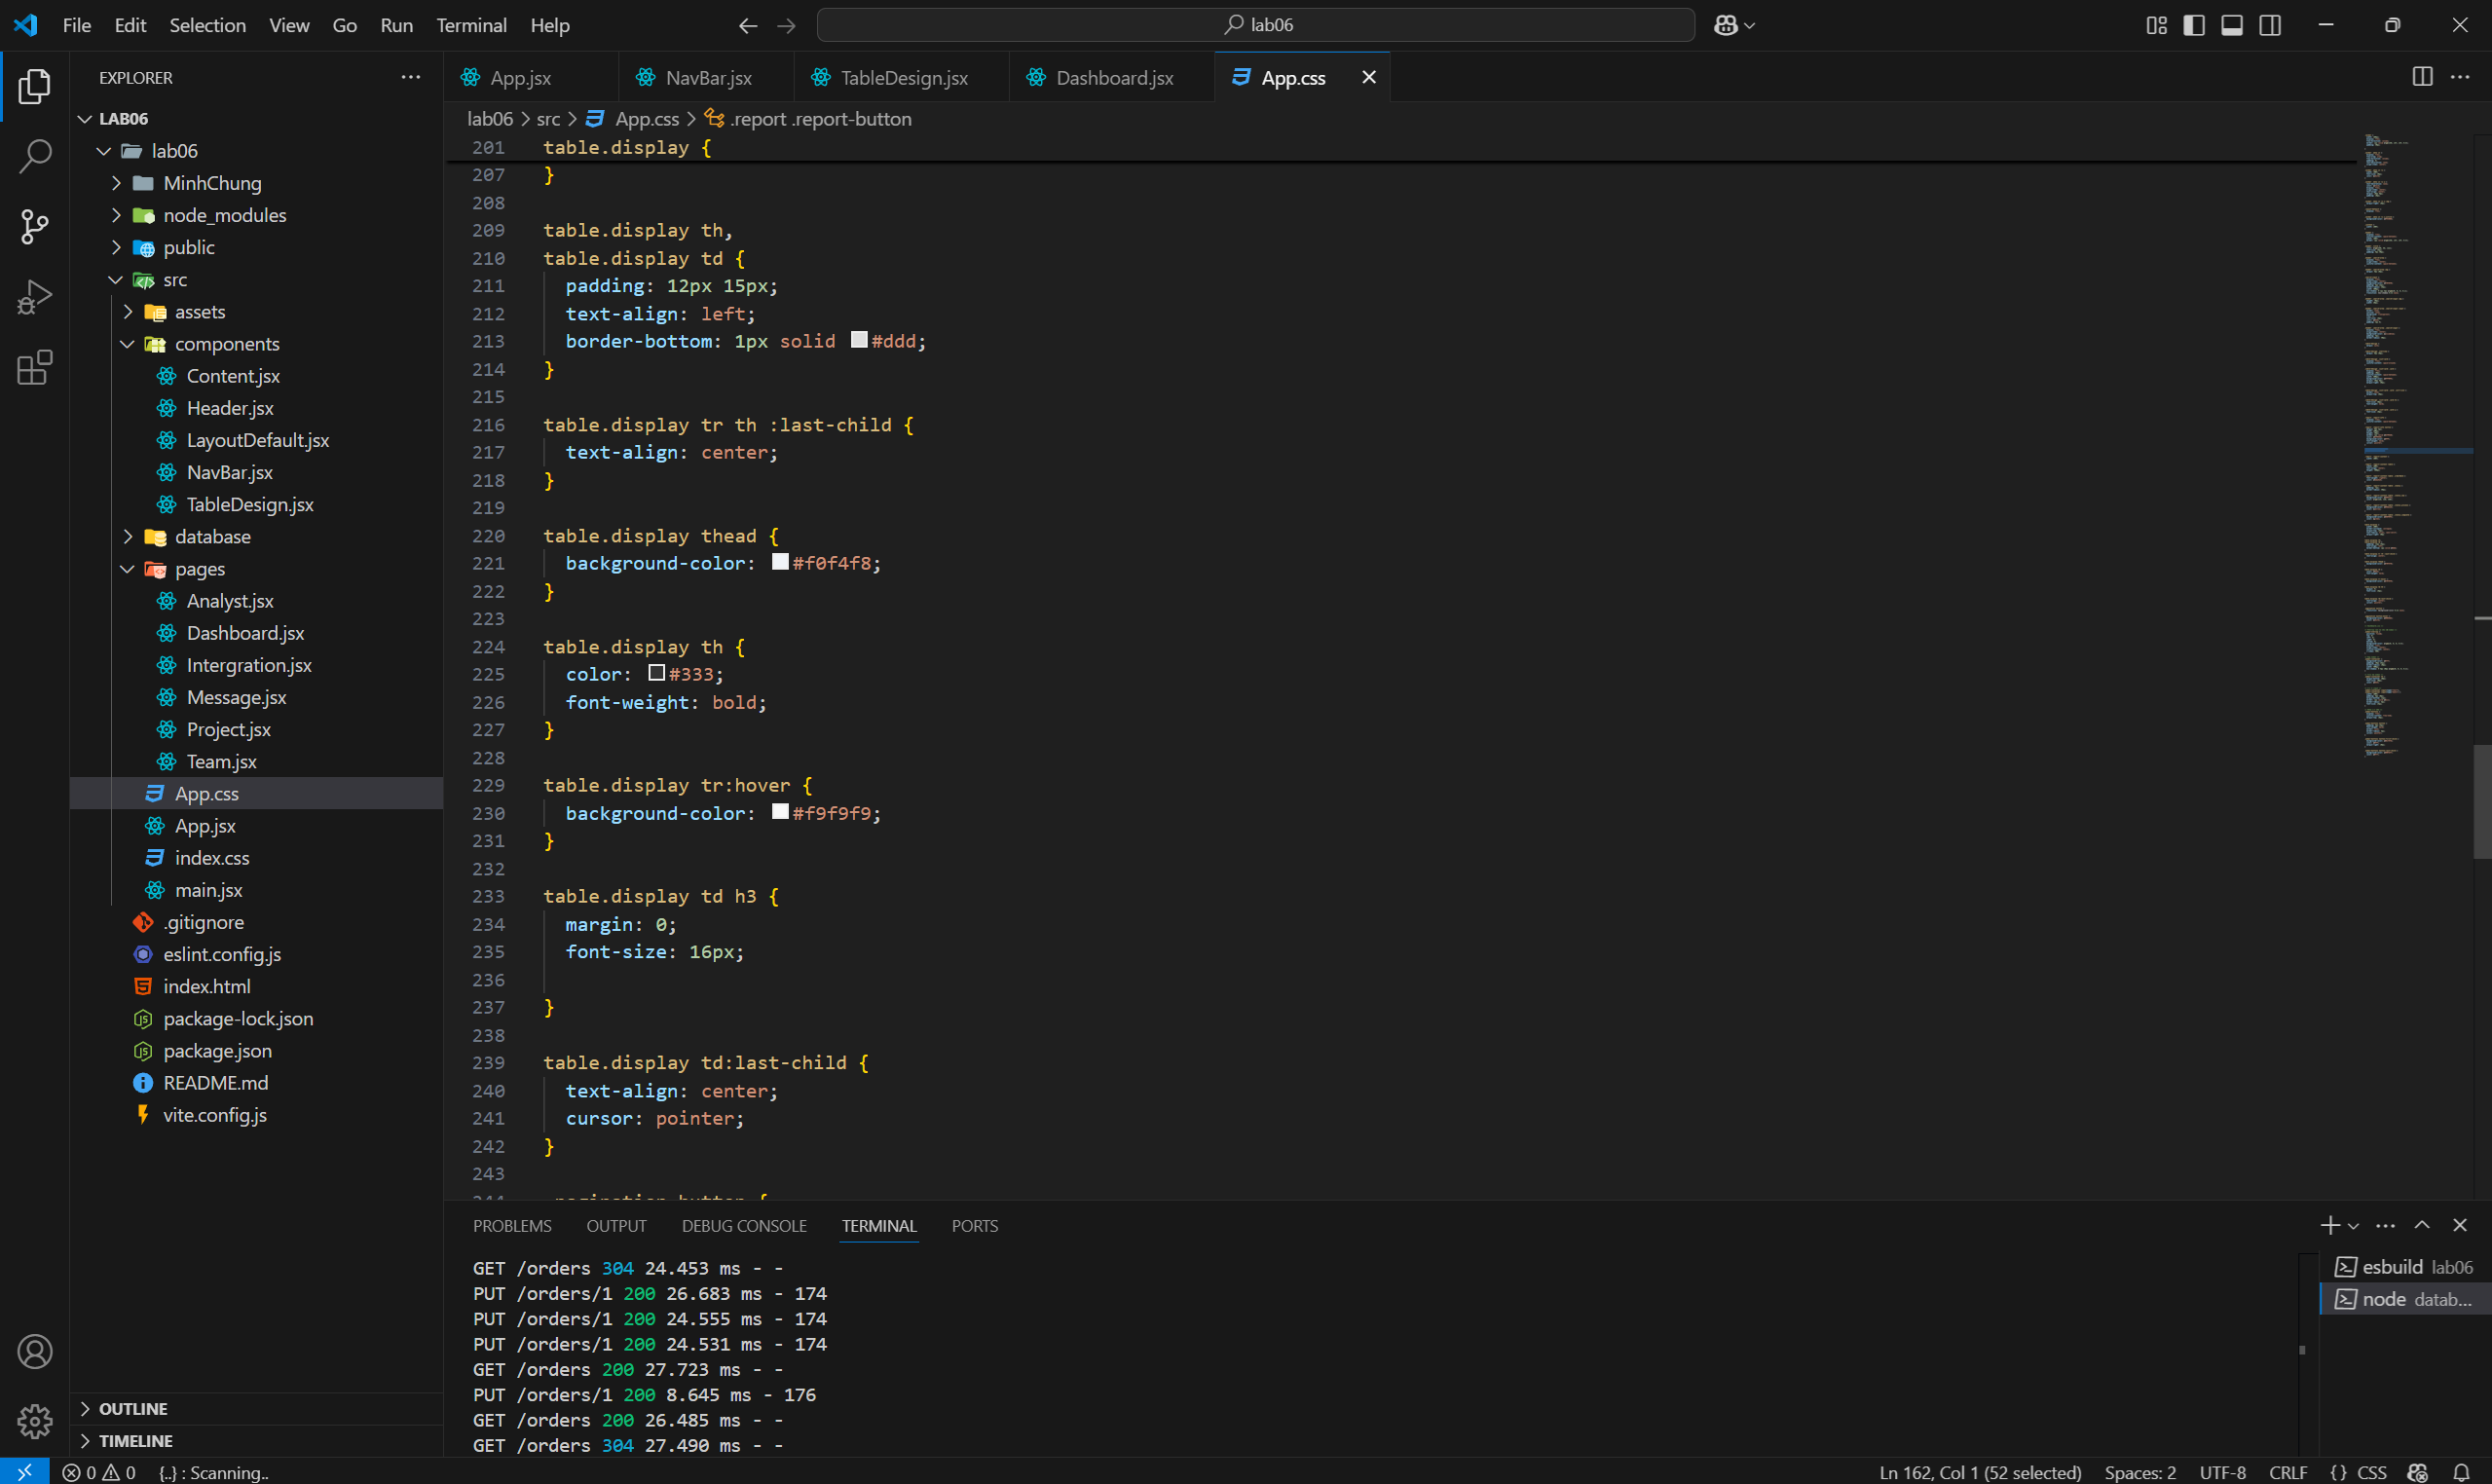 File Edit Selection View Go Run Terminal Help
lab06
EXPLORER
LAB06
lab06
MinhChung
node_modules
public
src
assets
components
Content.jsx
Header.jsx
LayoutDefault.jsx
NavBar.jsx
TableDesign.jsx
database
pages
Analyst.jsx
Dashboard.jsx
Intergration.jsx
Message.jsx
Project.jsx
Team.jsx
App.css
App.jsx
index.css
main.jsx
.gitignore
eslint.config.js
index.html
package-lock.json
package.json
README.md
vite.config.js
OUTLINE
TIMELINE
App.jsx NavBar.jsx TableDesign.jsx Dashboard.jsx App.css
lab06 > src > App.css > .report .report-button
201 table.display {
207 }
208
209 table.display th,
210 table.display td {
211 padding: 12px 15px;
212 text-align: left;
213 border-bottom: 1px solid #ddd;
214 }
215
216 table.display tr th :last-child {
217 text-align: center;
218 }
219
220 table.display thead {
221 background-color: #f0f4f8;
222 }
223
224 table.display th {
225 color: #333;
226 font-weight: bold;
227 }
228
229 table.display tr:hover {
230 background-color: #f9f9f9;
231 }
232
233 table.display td h3 {
234 margin: 0;
235 font-size: 16px;
236
237 }
238
239 table.display td:last-child {
240 text-align: center;
241 cursor: pointer;
242 }
243
PROBLEMS OUTPUT DEBUG CONSOLE TERMINAL PORTS
GET /orders 304 24.453 ms - -
PUT /orders/1 200 26.683 ms - 174
PUT /orders/1 200 24.555 ms - 174
PUT /orders/1 200 24.531 ms - 174
GET /orders 200 27.723 ms - -
PUT /orders/1 200 8.645 ms - 176
GET /orders 200 26.485 ms - -
GET /orders 304 27.490 ms - -
esbuild lab06
node datab...
0 0 {..} : Scanning.. Ln 162, Col 1 (52 selected) Spaces: 2 UTF-8 CRLF {} CSS